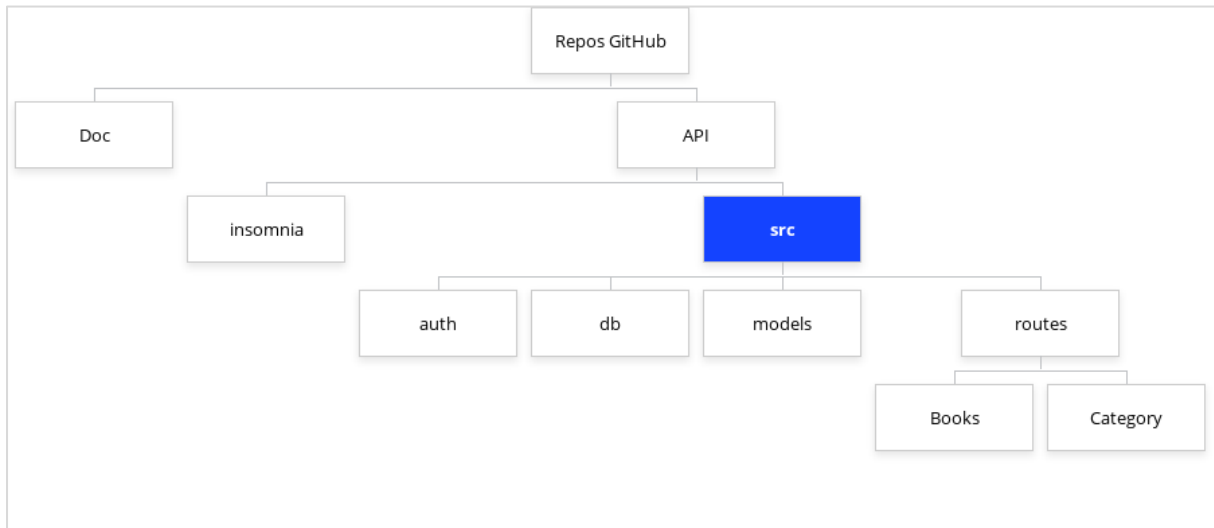 Repos GitHub
Doc
API
insomnia
src
auth
db
models
routes
Books
Category